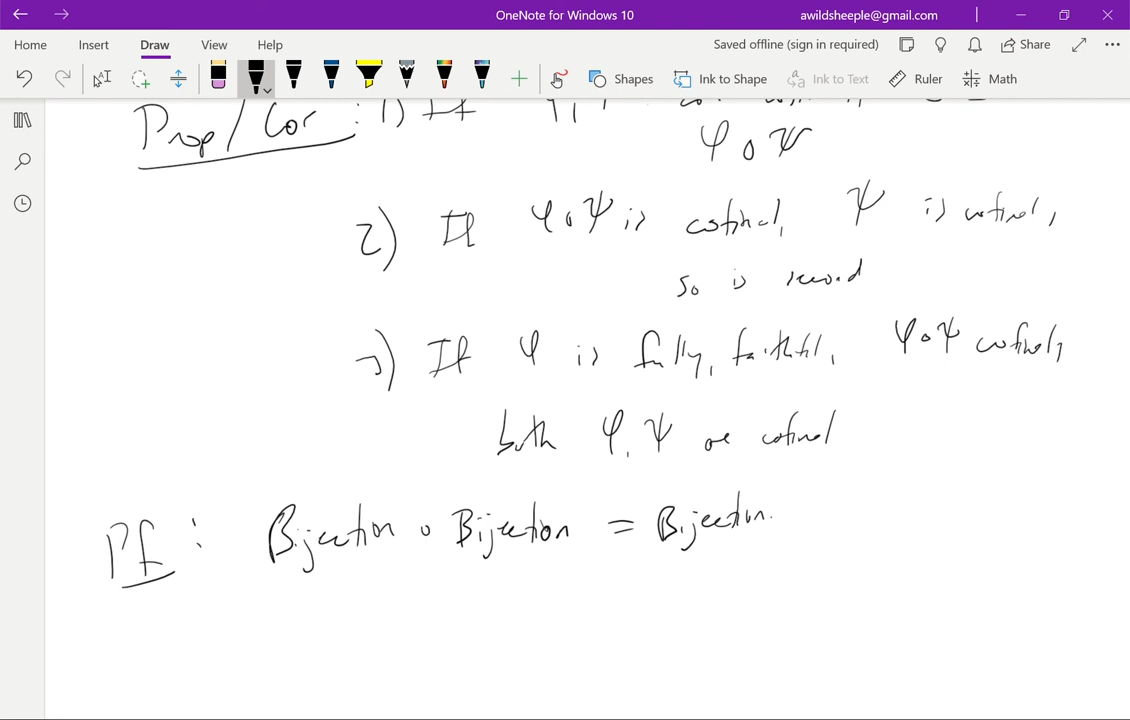 OneNote for Windows 10
awildsheeple@gmail.com
Home Insert Draw View Help
Saved offline (sign in required) Share
Shapes Ink to Shape Ink to Text Ruler Math
Prop/Cor : 1) If
φ ∘ ψ
2) If φ∘ψ is cofinal, ψ is cofinal,
so is second
3) If φ is fully, faithful, φ∘ψ cofinal,
both φ, ψ are cofinal
Pf : Bijection ∘ Bijection = Bijection.